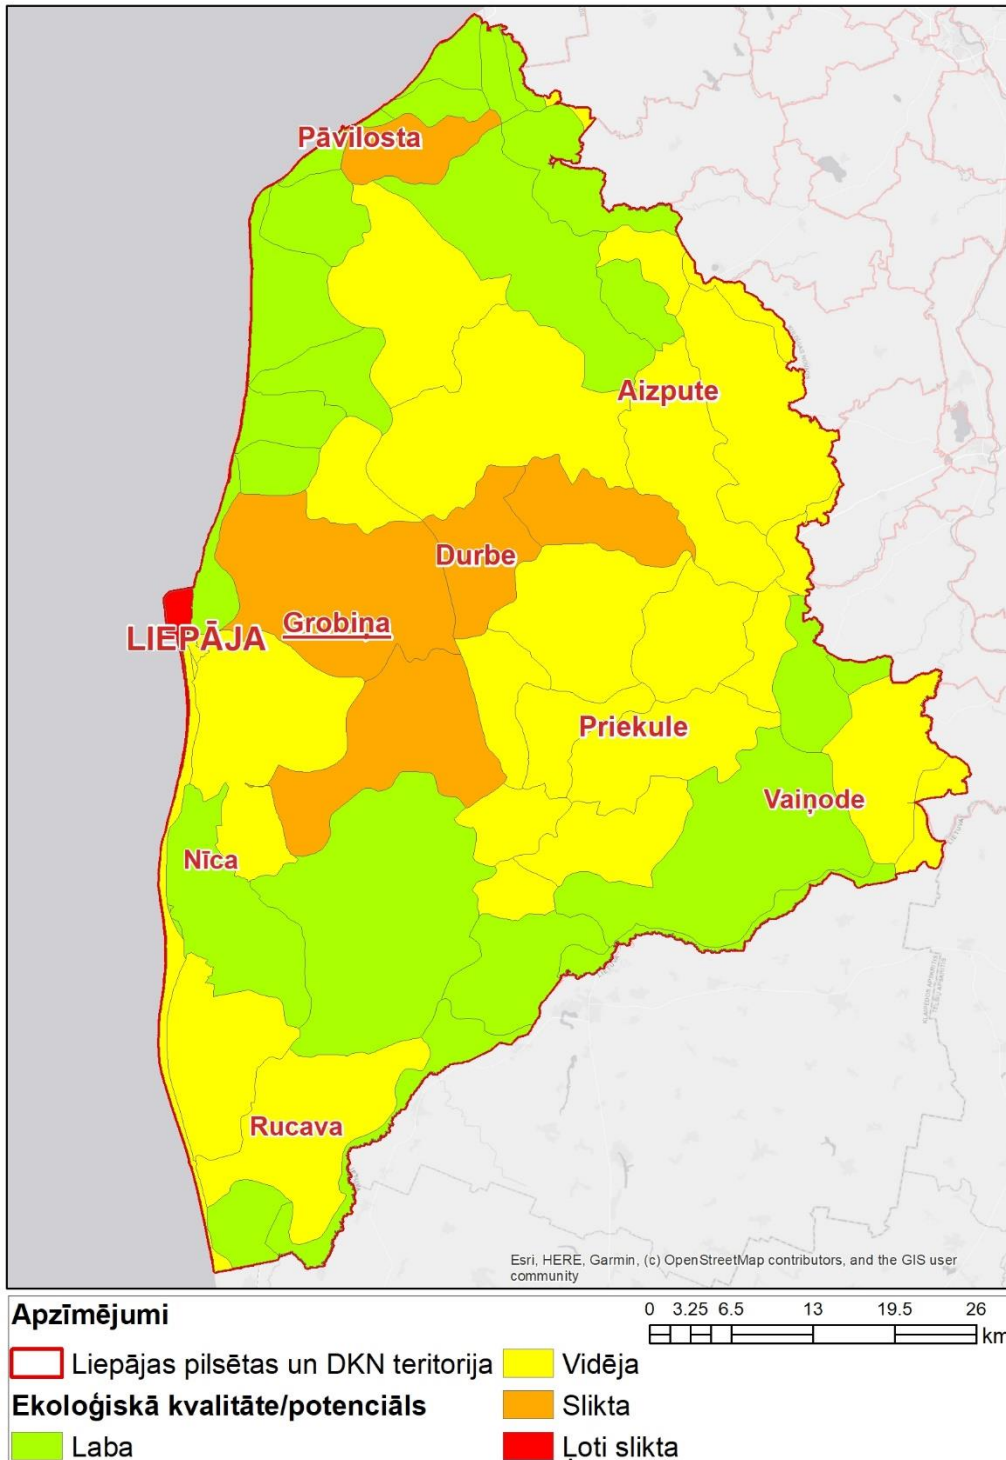 Pāvilosta
Aizpute
Durbe
Grobiņa
LIEPĀJA
Priekule
Vaiņode
Nīca
Rucava
Esri, HERE, Garmin, (c) OpenStreetMap contributors, and the GIS user
community
Apzīmējumi
0 3.25 6.5 13 19.5 26
km
Liepājas pilsētas un DKN teritorija
Vidēja
Ekoloģiskā kvalitāte/potenciāls
Slikta
Laba
Ļoti slikta